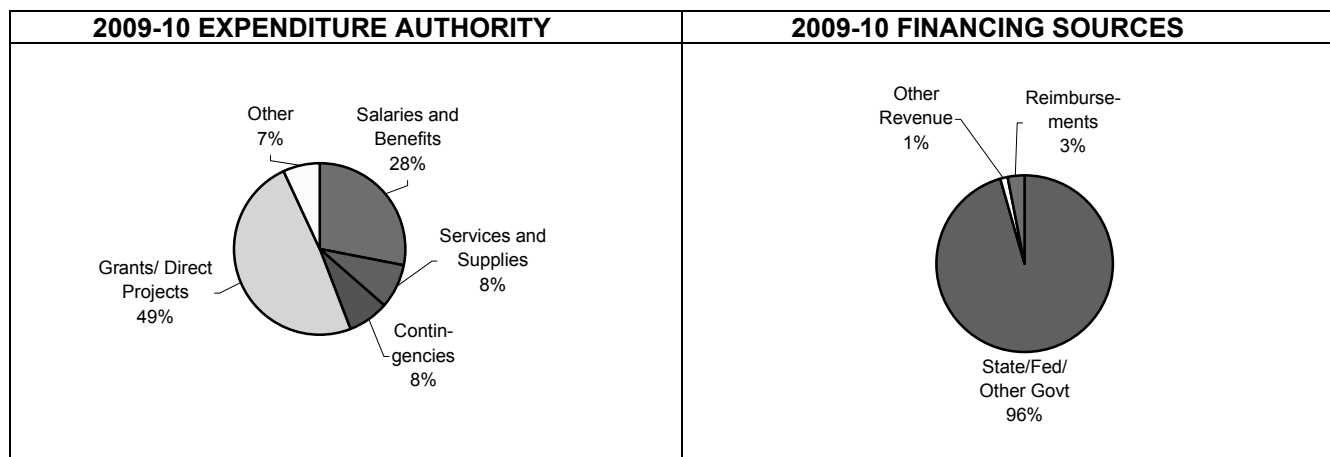 2009-10 EXPENDITURE AUTHORITY
Other
7%
Salaries and
Benefits
28%
Services and
Supplies
8%
Contin-
gencies
8%
Grants/ Direct
Projects
49%
2009-10 FINANCING SOURCES
Other
Revenue
1%
Reimburse-
ments
3%
State/Fed/
Other Govt
96%